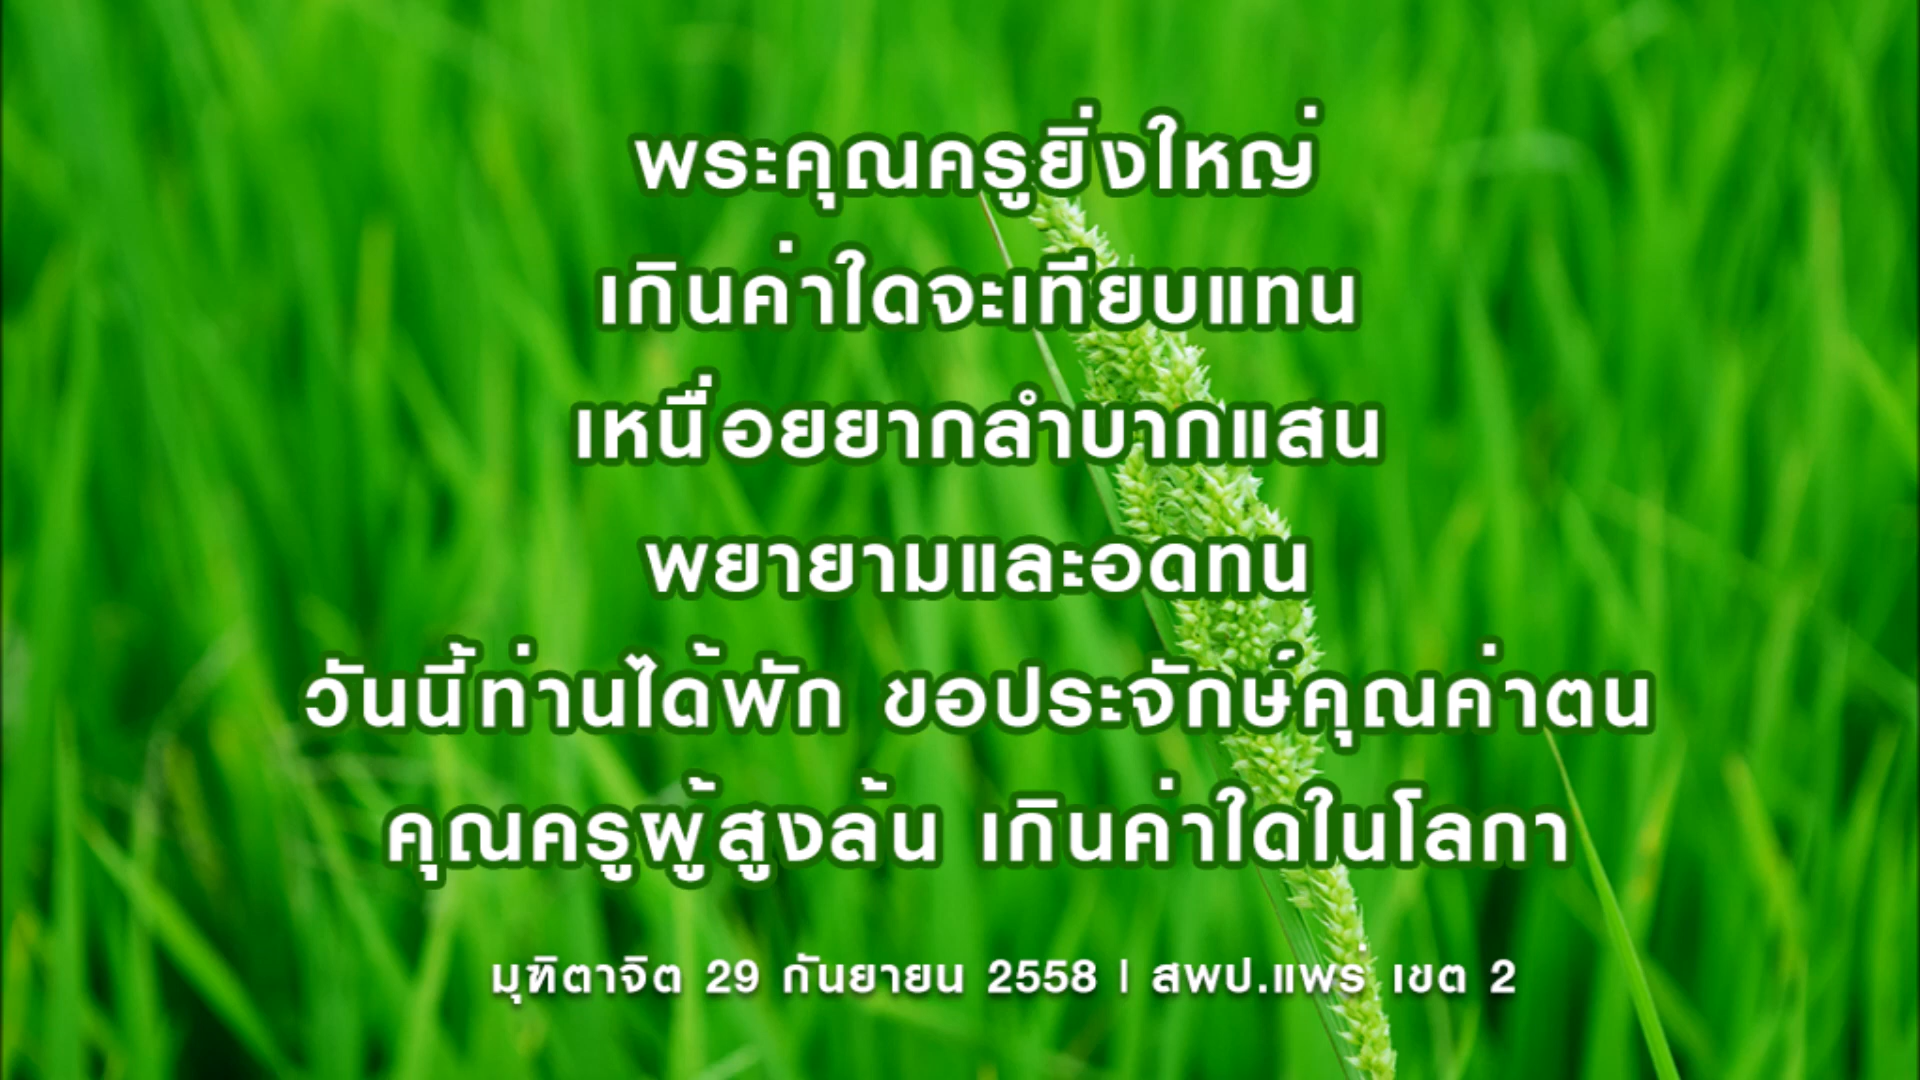 พระคุณครูยิ่งใหญ่
เกินค่าใดจะเทียบแทน
เหนื่อยยากลำบากแสน
พยายามและอดทน
วันนี้ท่านได้พัก ขอประจักษ์คุณค่าตน
คุณครูผู้สูงล้น เกินค่าใดในโลกา
มุฑิตาจิต 29 กันยายน 2558 | สพป.แพร่ เขต 2